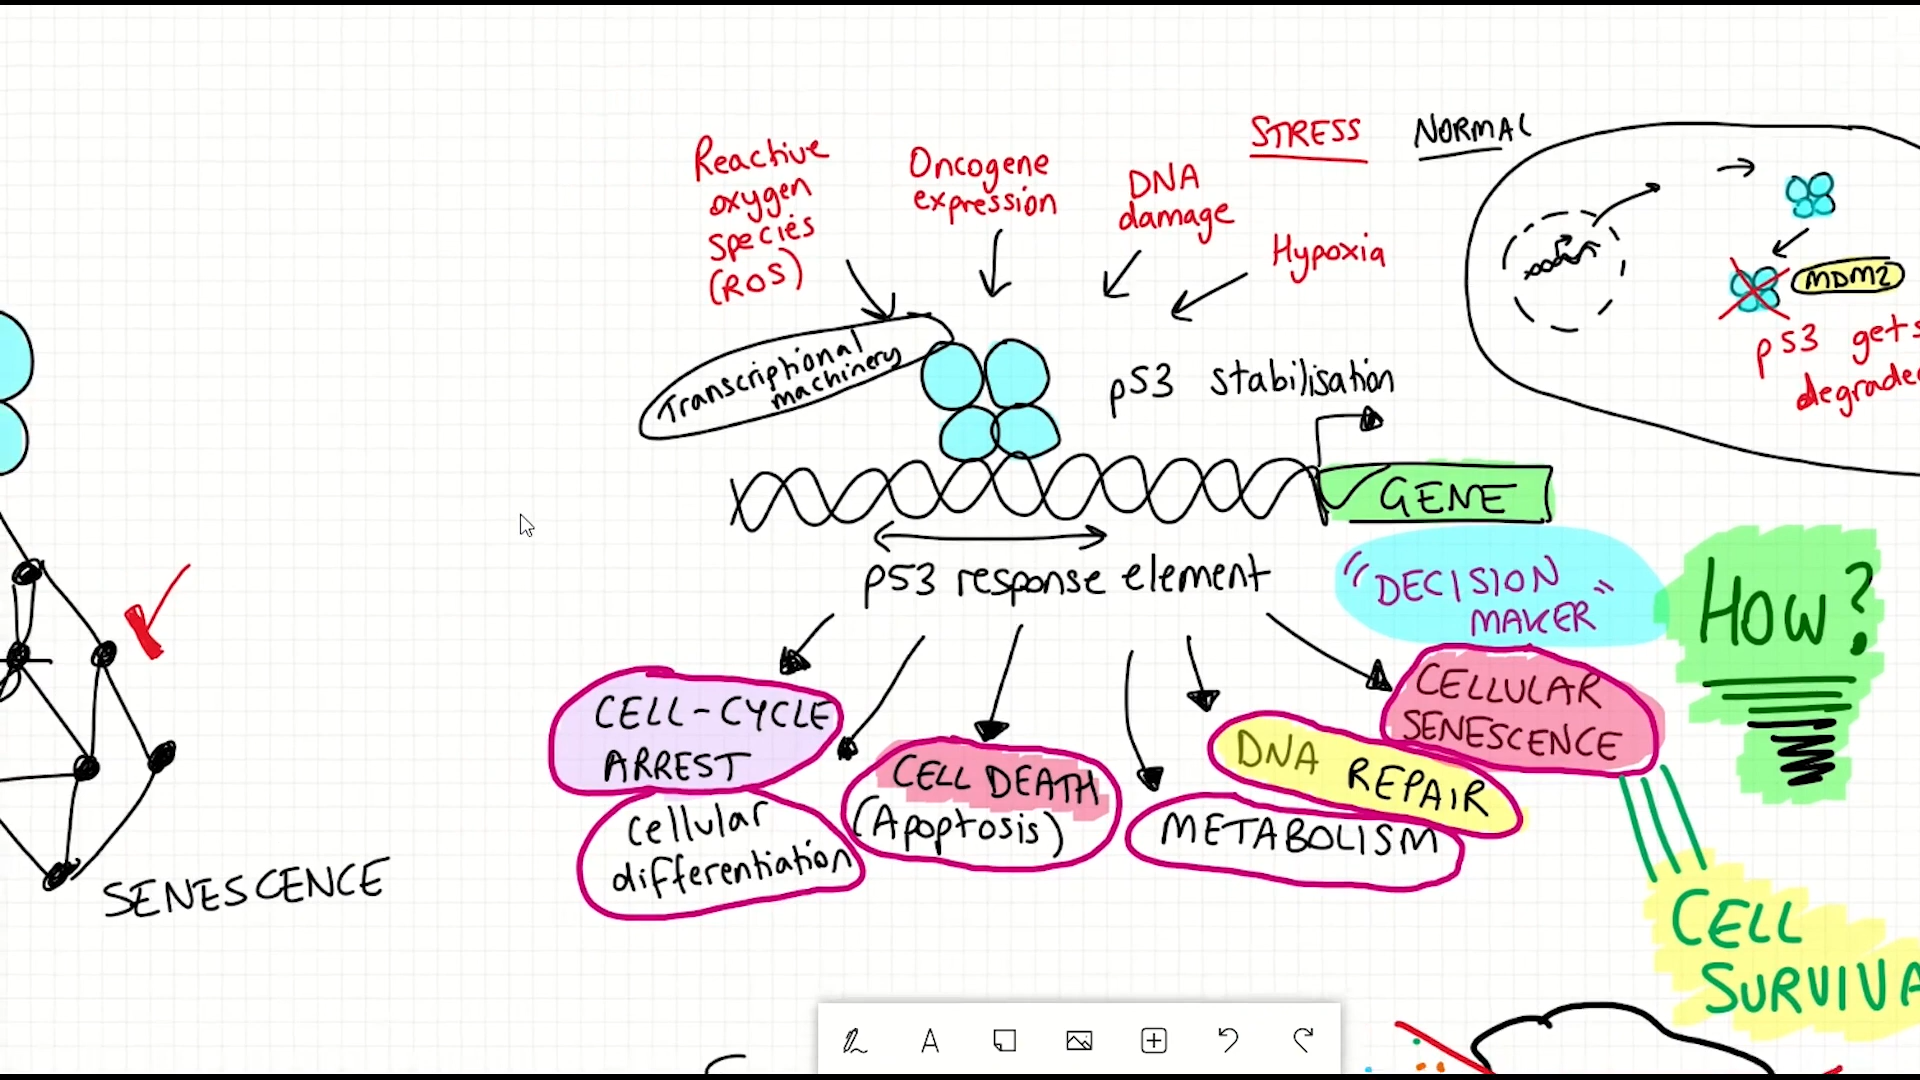 Reactive
oxygen
species
(ROS)
Oncogene
expression
DNA
damage
Hypoxia
STRESS
NORMAL
MDM2
p53 gets
Transcriptional
machinery
p53 stabilisation
GENE
p53 response element
"DECISION
MAKER"
HOW?
CELL-CYCLE
ARREST
cellular
differentiation
CELL DEATH
(Apoptosis)
METABOLISM
DNA REPAIR
CELLULAR
SENESCENCE
SENESCENCE
CELL